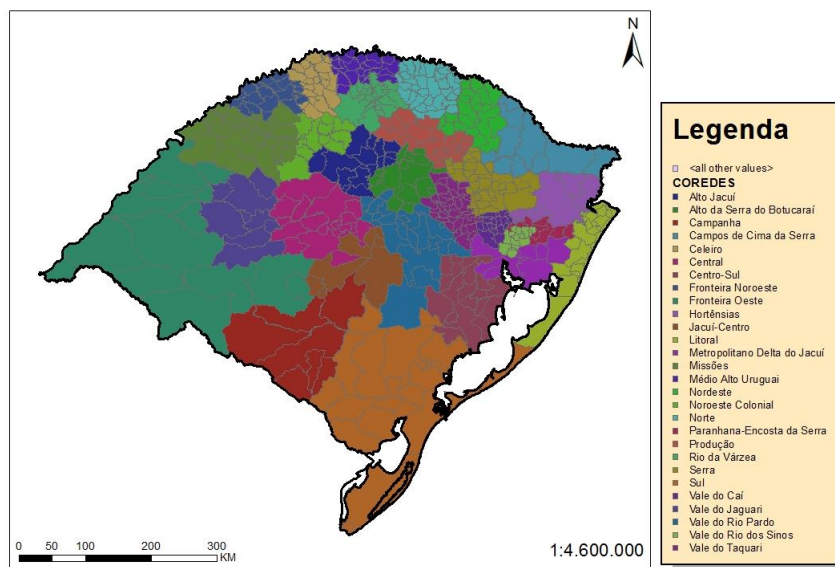 N
0 50 100 200 300
KM
1:4.600.000
Legenda
<all other values>
COREDES
Alto Jacuí
Alto da Serra do Botucaraí
Campanha
Campos de Cima da Serra
Celeiro
Central
Centro-Sul
Fronteira Noroeste
Fronteira Oeste
Hortênsias
Jacuí-Centro
Litoral
Metropolitano Delta do Jacuí
Missões
Médio Alto Uruguai
Nordeste
Noroeste Colonial
Norte
Paranhana-Encosta da Serra
Produção
Rio da Várzea
Serra
Sul
Vale do Caí
Vale do Jaguari
Vale do Rio Pardo
Vale do Rio dos Sinos
Vale do Taquari